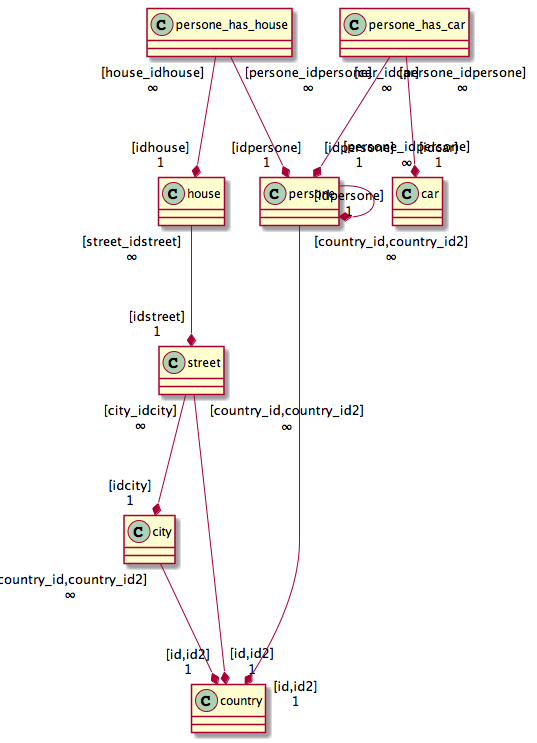 C persone_has_house
C persone_has_car
[house_idhouse]
∞
[persone_idpersone]
∞
[car_idcar]
∞
[persone_idpersone]
∞
[idhouse]
1
[idpersone]
1
[idpersone]
1
[persone_idpersone]
∞
[idcar]
1
C house
C persone
[idpersone]
1
C car
[street_idstreet]
∞
[country_id,country_id2]
∞
[idstreet]
1
C street
[city_idcity]
∞
[country_id,country_id2]
∞
[idcity]
1
C city
country_id,country_id2]
∞
[id,id2]
1
[id,id2]
1
[id,id2]
1
C country